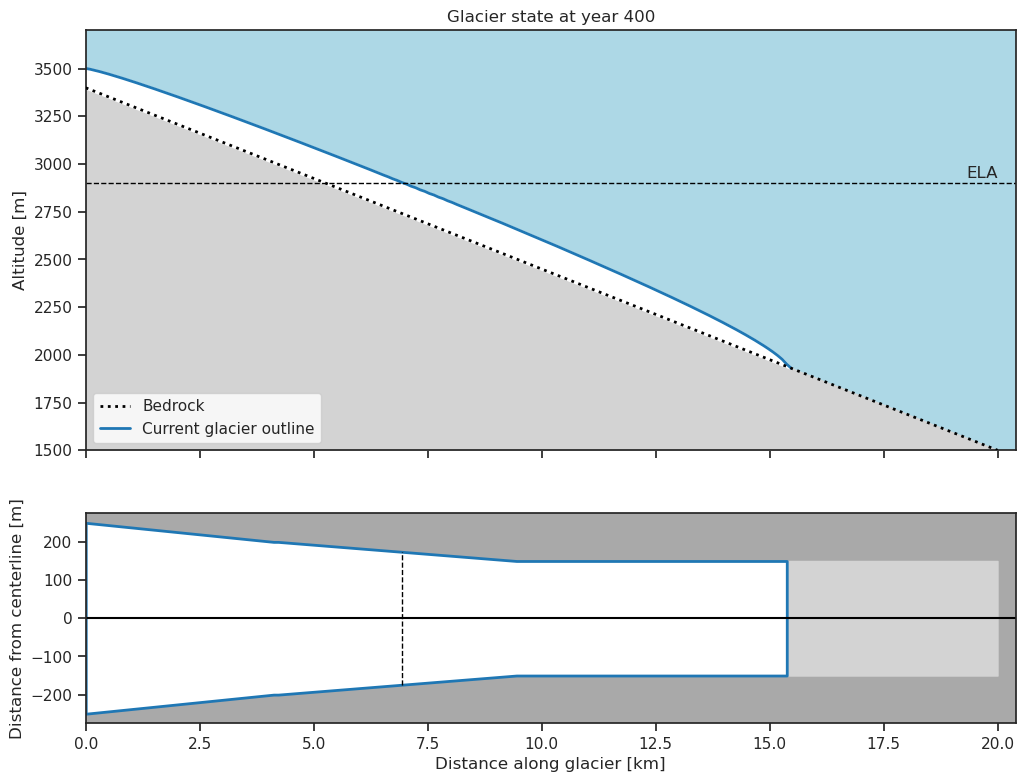 Glacier state at year 400
Altitude [m]
3500
3250
3000
2750
2500
2250
2000
1750
1500
ELA
Bedrock
Current glacier outline
Distance from centerline [m]
200
100
0
−100
−200
0.0 2.5 5.0 7.5 10.0 12.5 15.0 17.5 20.0
Distance along glacier [km]